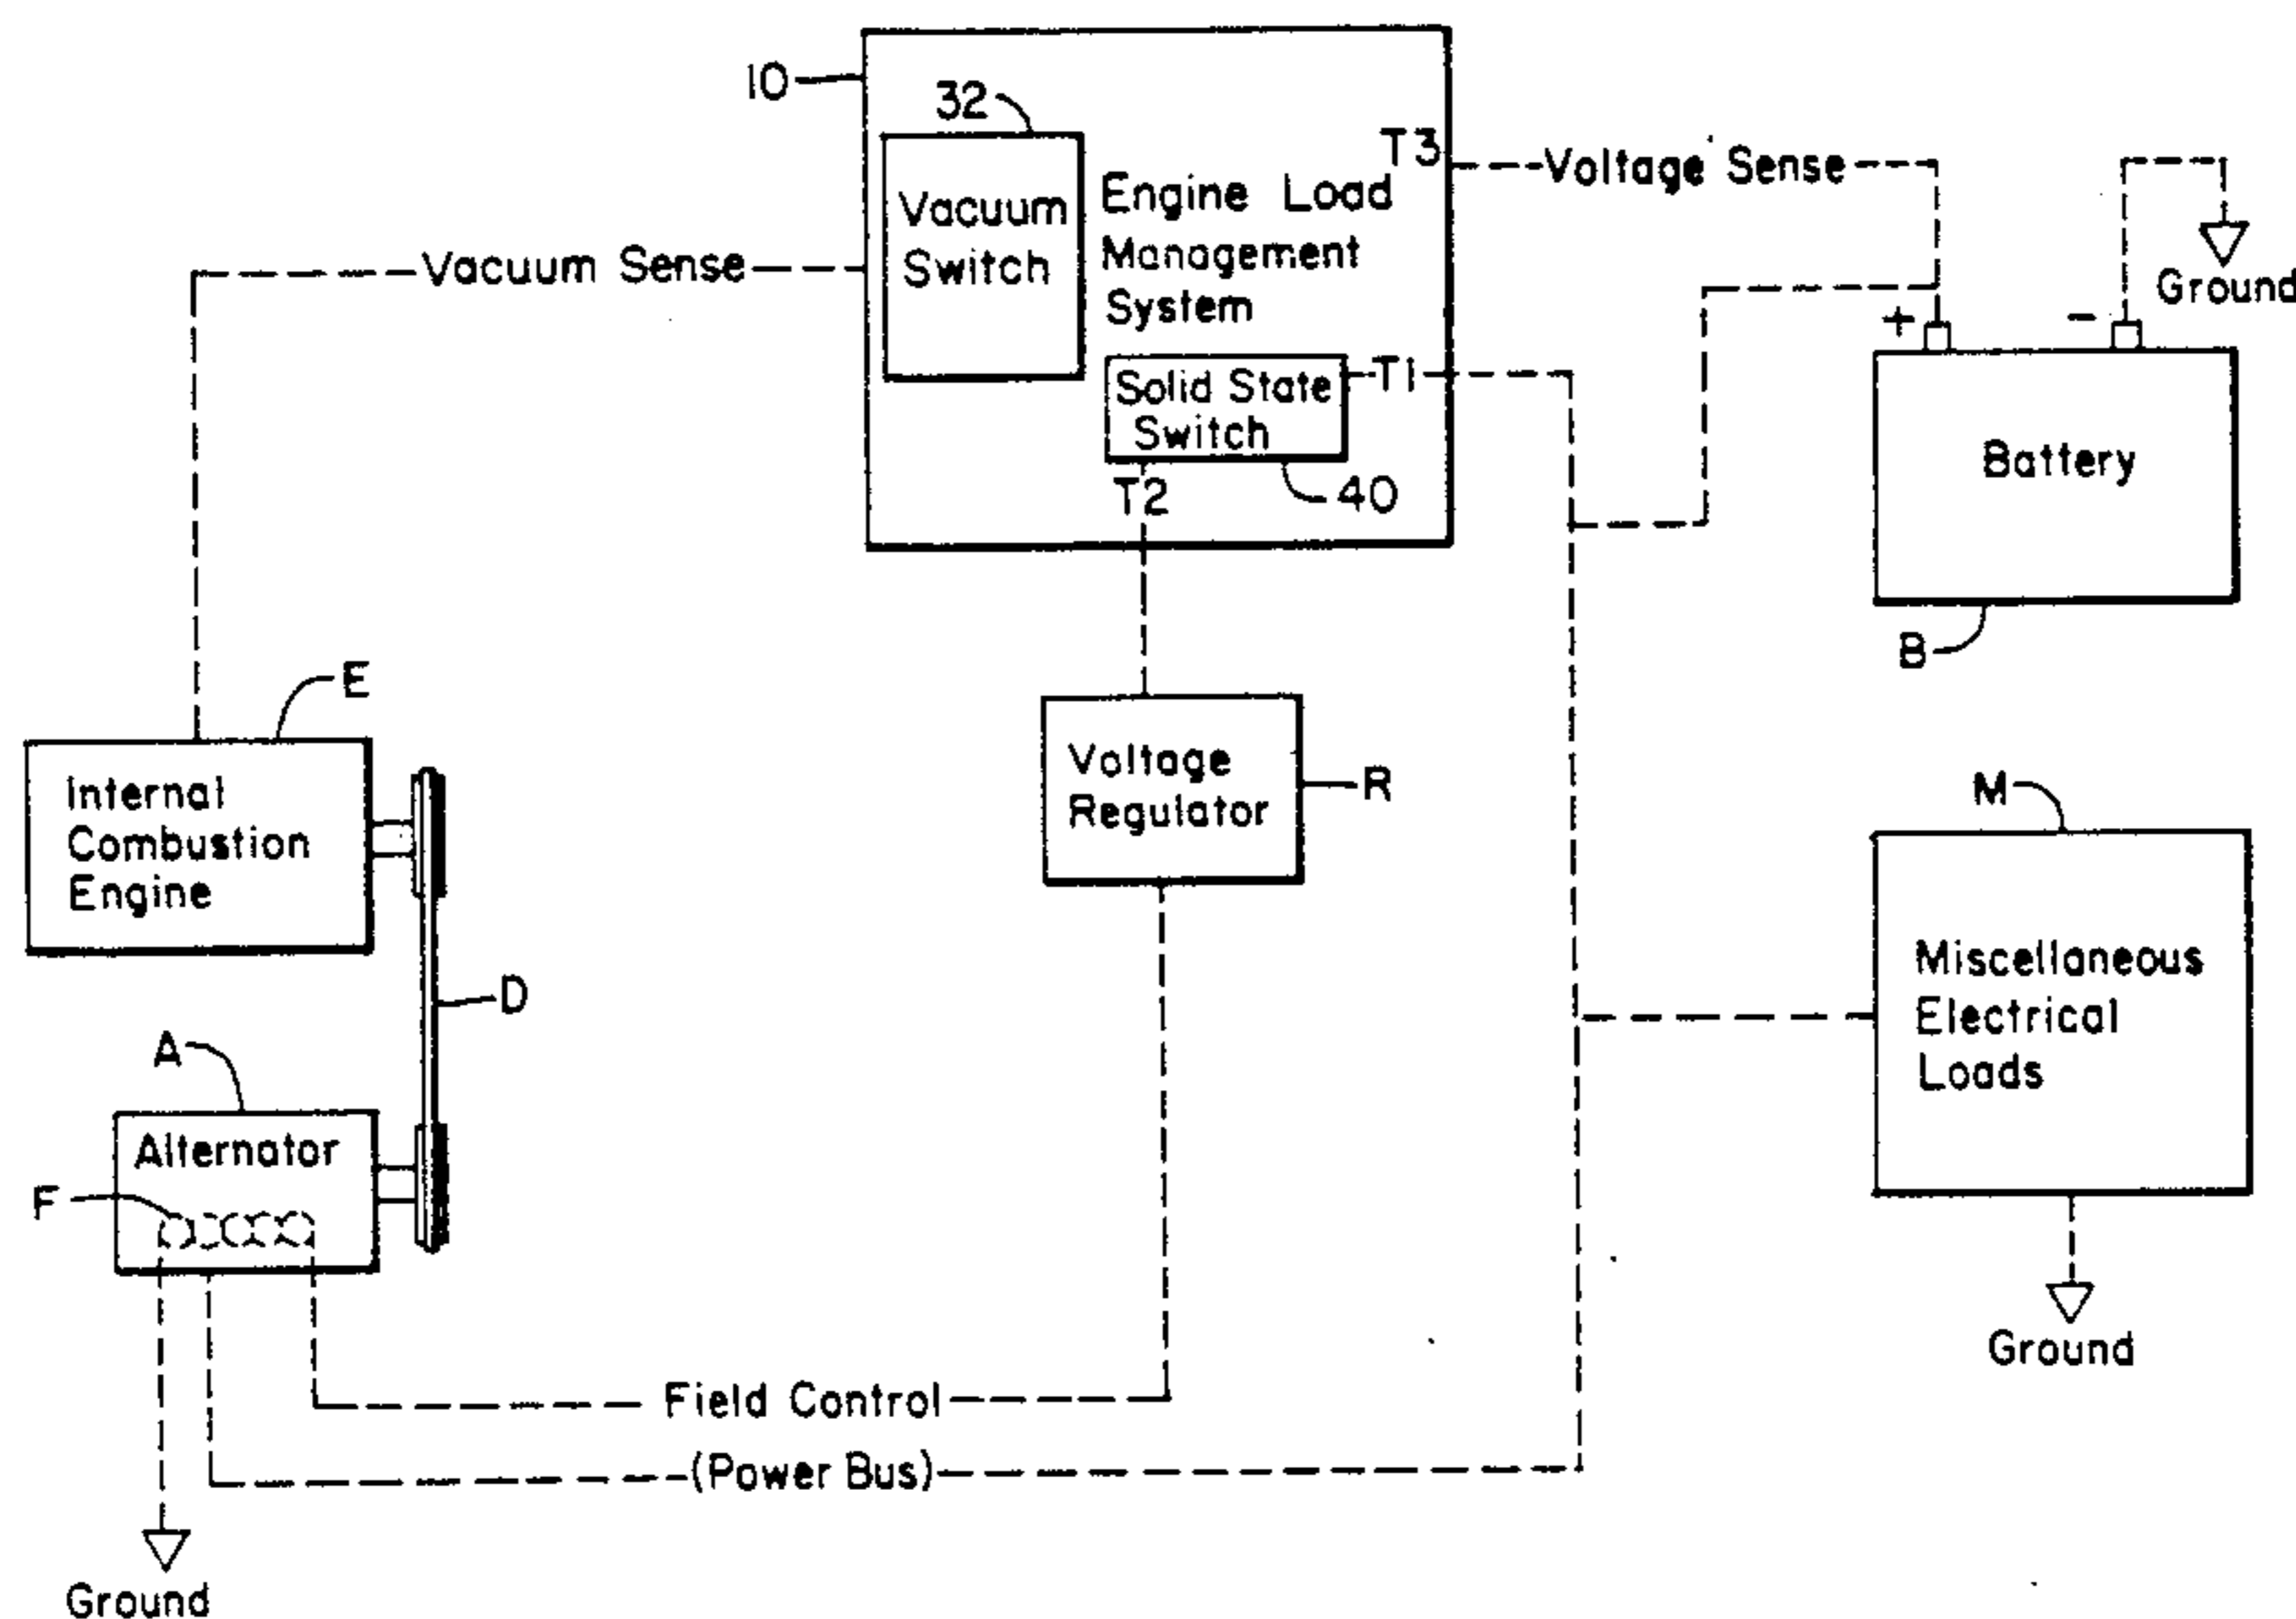 10
32
T3
Vacuum
Switch
Engine Load
Management
System
Voltage Sense
Ground
Vacuum Sense
+
-
T1
Solid State
Switch
T2
40
Battery
B
E
Internal
Combustion
Engine
Voltage
Regulator
R
M
Miscellaneous
Electrical
Loads
D
A
Alternator
F
Ground
Field Control
(Power Bus)
Ground